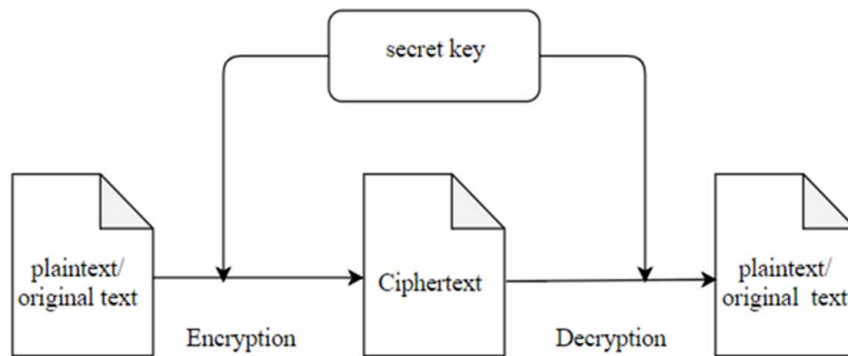 secret key
plaintext/
original text
Ciphertext
plaintext/
original  text
Encryption
Decryption